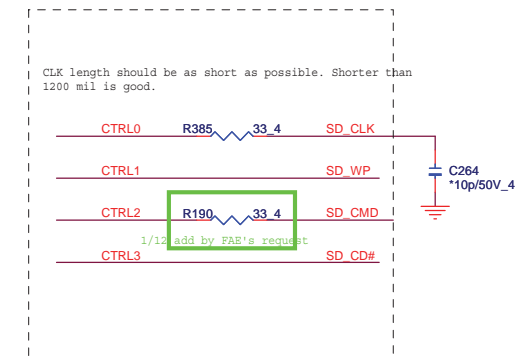 CLK length should be as short as possible. Shorter than
1200 mil is good.
CTRL0 R385 33_4 SD_CLK
CTRL1 SD_WP
C264
*10p/50V_4
CTRL2 R190 33_4 SD_CMD
1/12 add by FAE's request
CTRL3 SD_CD#